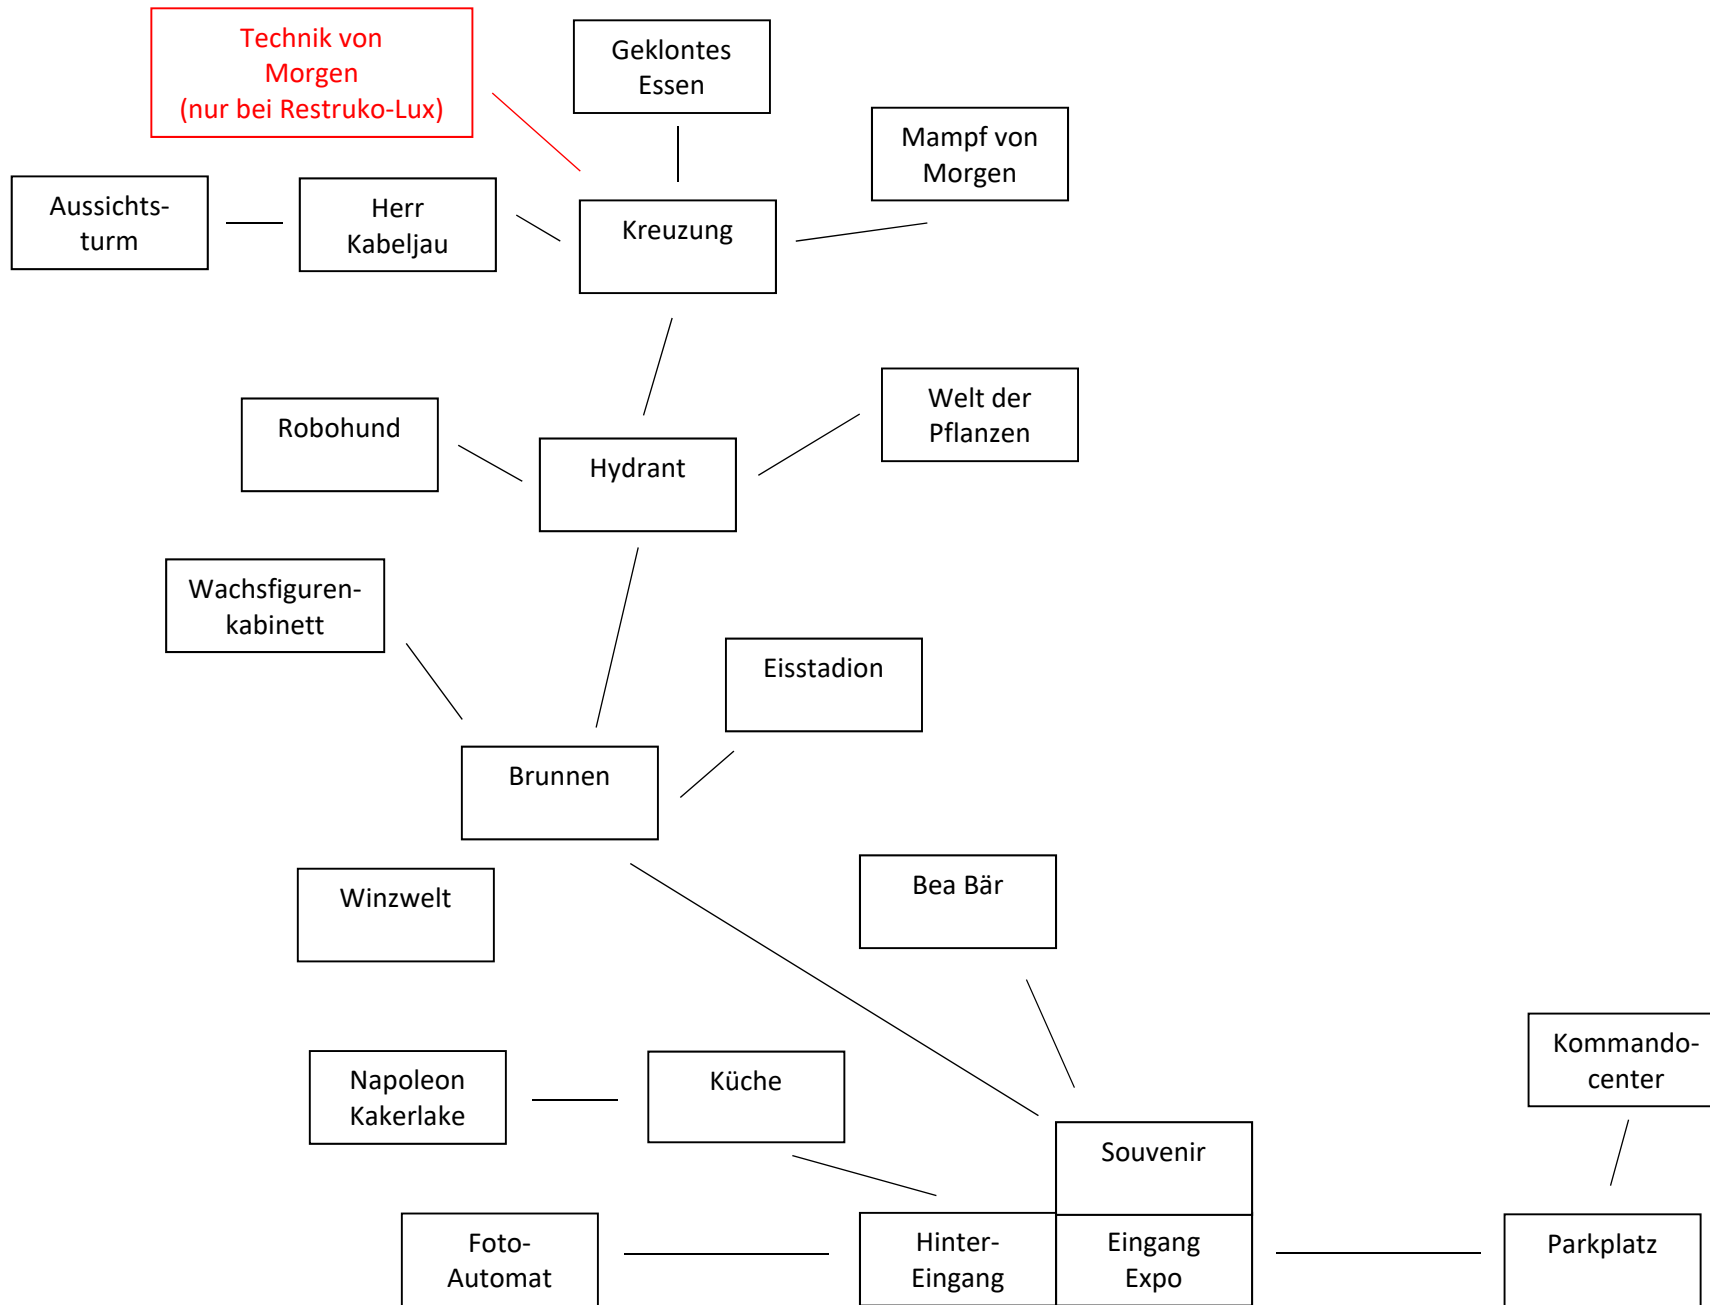 Technik von
Morgen
(nur bei Restruko-Lux)
Geklontes
Essen
Mampf von
Morgen
Aussichts-
turm
Herr
Kabeljau
Kreuzung
Robohund
Hydrant
Welt der
Pflanzen
Wachsfiguren-
kabinett
Eisstadion
Brunnen
Winzwelt
Bea Bär
Napoleon
Kakerlake
Küche
Kommando-
center
Souvenir
Foto-
Automat
Hinter-
Eingang
Eingang
Expo
Parkplatz